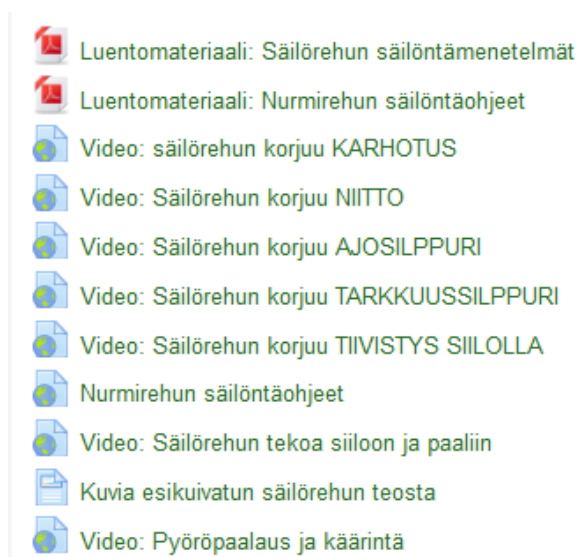 Luentomateriaali: Säilörehun säilöntämenetelmät
Luentomateriaali: Nurmirehun säilöntäohjeet
Video: säilörehun korjuu KARHOTUS
Video: Säilörehun korjuu NIITTO
Video: Säilörehun korjuu AJOSILPPURI
Video: Säilörehun korjuu TARKKUUSSILPPURI
Video: Säilörehun korjuu TIIVISTYS SIILOLLA
Nurmirehun säilöntäohjeet
Video: Säilörehun tekoa siiloon ja paaliin
Kuvia esikuivatun säilörehun teosta
Video: Pyöröpaalaus ja käärintä